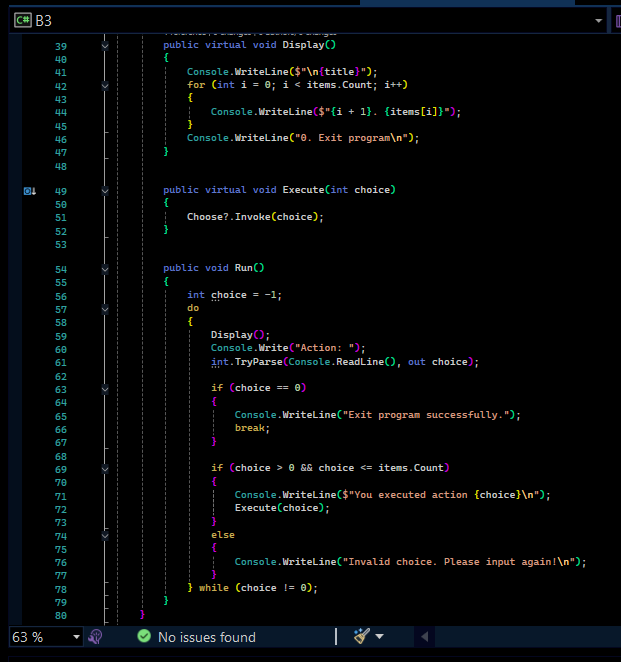 C# B3
39 public virtual void Display()
40 {
41 Console.WriteLine($"\n{title}");
42 for (int i = 0; i < items.Count; i++)
43 {
44 Console.WriteLine($"{i + 1}. {items[i]}");
45 }
46 Console.WriteLine("0. Exit program\n");
47 }
48
49 public virtual void Execute(int choice)
50 {
51 Choose?.Invoke(choice);
52 }
53
54 public void Run()
55 {
56 int choice = -1;
57 do
58 {
59 Display();
60 Console.Write("Action: ");
61 int.TryParse(Console.ReadLine(), out choice);
62
63 if (choice == 0)
64 {
65 Console.WriteLine("Exit program successfully.");
66 break;
67 }
68
69 if (choice > 0 && choice <= items.Count)
70 {
71 Console.WriteLine($"You executed action {choice}\n");
72 Execute(choice);
73 }
74 else
75 {
76 Console.WriteLine("Invalid choice. Please input again!\n");
77 }
78 } while (choice != 0);
79 }
80 }
63 % No issues found